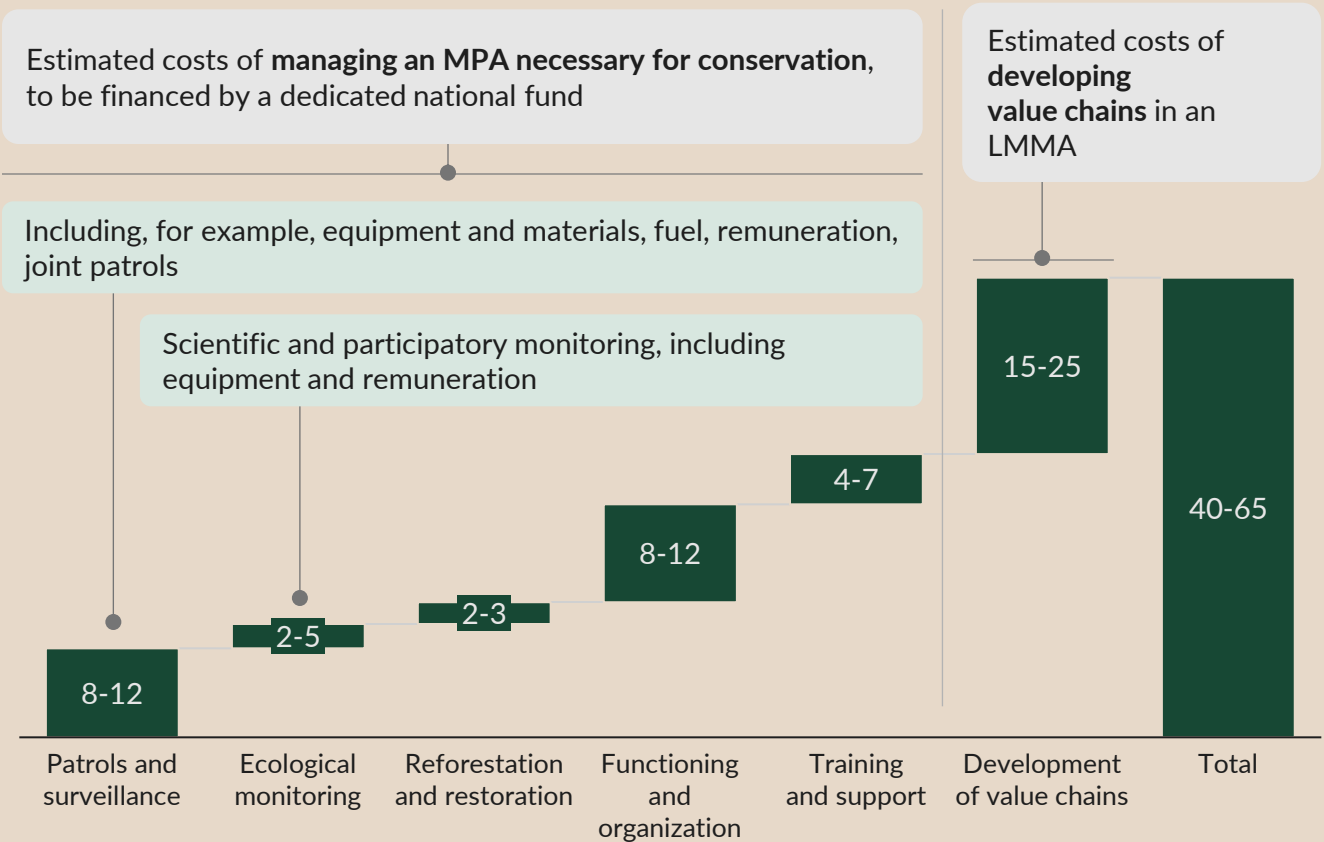 Estimated costs of managing an MPA necessary for conservation,
to be financed by a dedicated national fund
Estimated costs of
developing
value chains in an
LMMA
Including, for example, equipment and materials, fuel, remuneration,
joint patrols
Scientific and participatory monitoring, including
equipment and remuneration
8-12
2-5
2-3
8-12
4-7
15-25
40-65
Patrols and
surveillance
Ecological
monitoring
Reforestation
and restoration
Functioning
and
organization
Training
and support
Development
of value chains
Total